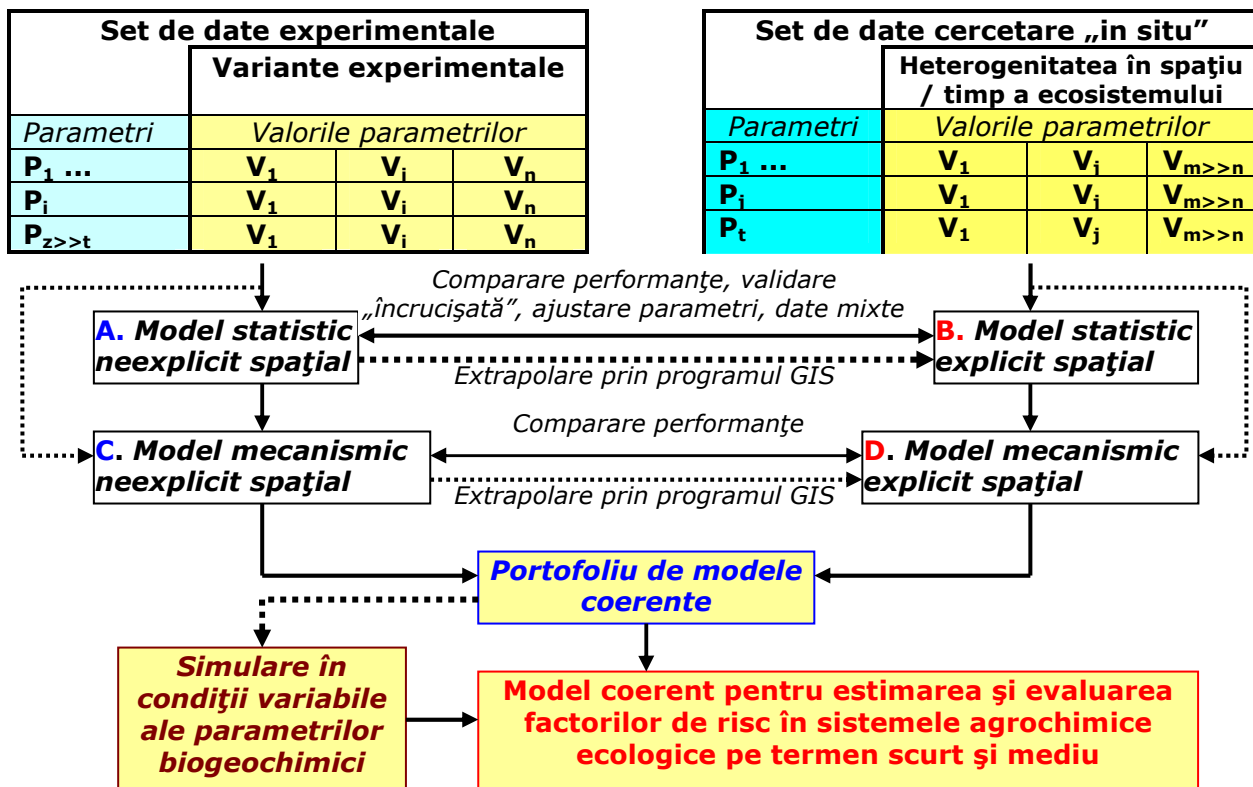 Set de date experimentale
Variante experimentale
Parametri Valorile parametrilor
P1 ... V1 Vi Vn
Pi V1 Vi Vn
Pz>>t V1 Vi Vn
Set de date cercetare „in situ”
Heterogenitatea în spaţiu
/ timp a ecosistemului
Parametri Valorile parametrilor
P1 ... V1 Vj Vm>>n
Pj V1 Vj Vm>>n
Pt V1 Vj Vm>>n
Comparare performanţe, validare
„încrucişată”, ajustare parametri, date mixte
A. Model statistic
neexplicit spaţial
B. Model statistic
explicit spaţial
Extrapolare prin programul GIS
Comparare performanţe
C. Model mecanismic
neexplicit spaţial
D. Model mecanismic
explicit spaţial
Extrapolare prin programul GIS
Portofoliu de modele
coerente
Simulare în
condiţii variabile
ale parametrilor
biogeochimici
Model coerent pentru estimarea şi evaluarea
factorilor de risc în sistemele agrochimice
ecologice pe termen scurt şi mediu